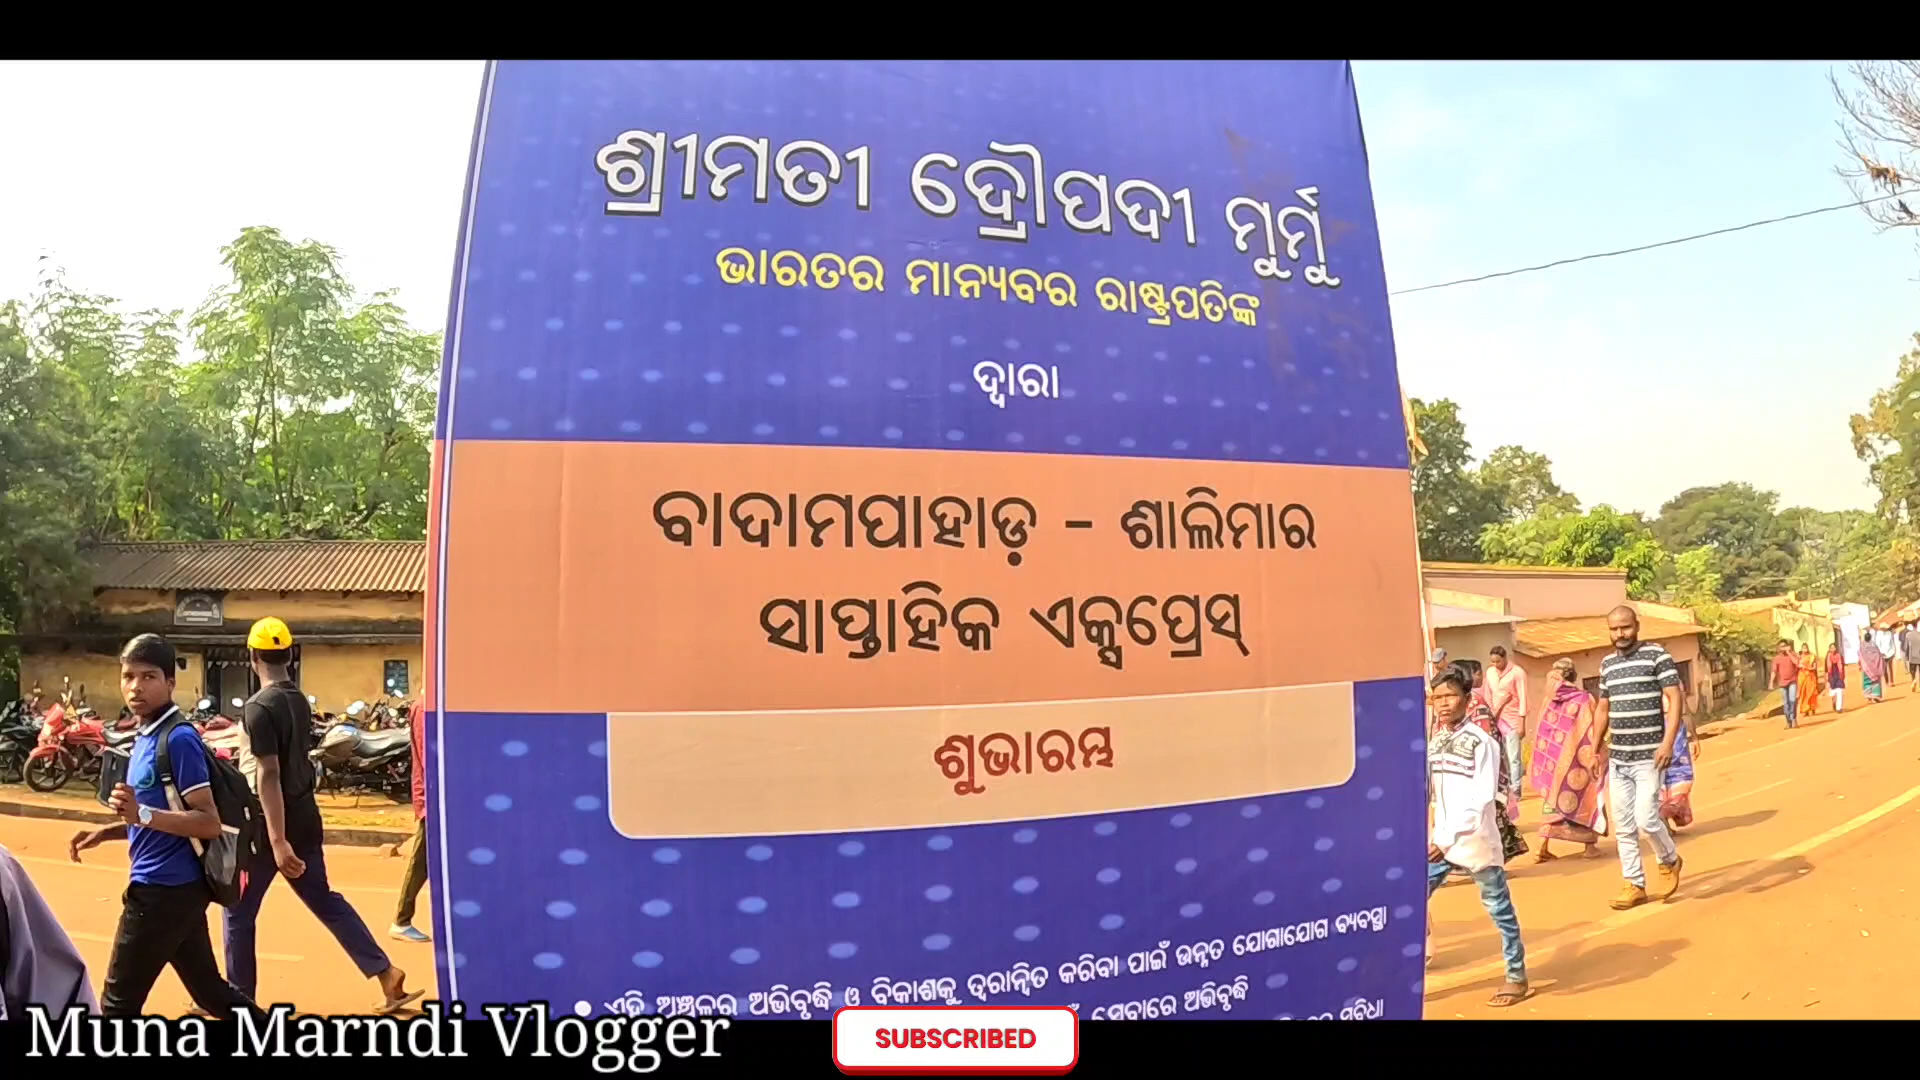 ଶ୍ରୀମତୀ ଦ୍ରୌପଦୀ ମୁର୍ମୁ
ଭାରତର ମାନ୍ୟବର ରାଷ୍ଟ୍ରପତିଙ୍କ
ଦ୍ୱାରା
ବାଦାମପାହାଡ଼ - ଶାଲିମାର
ସାପ୍ତାହିକ ଏକ୍ସପ୍ରେସ୍
ଶୁଭାରମ୍ଭ
• ଏହି ଅଞ୍ଚଳର ଅଭିବୃଦ୍ଧି ଓ ବିକାଶକୁ ତ୍ୱରାନ୍ୱିତ କରିବା ପାଇଁ ଉନ୍ନତ ଯୋଗାଯୋଗ ବ୍ୟବସ୍ଥା
ସେବାରେ ଅଭିବୃଦ୍ଧି
ସୁବିଧା
Muna Marndi Vlogger
SUBSCRIBED